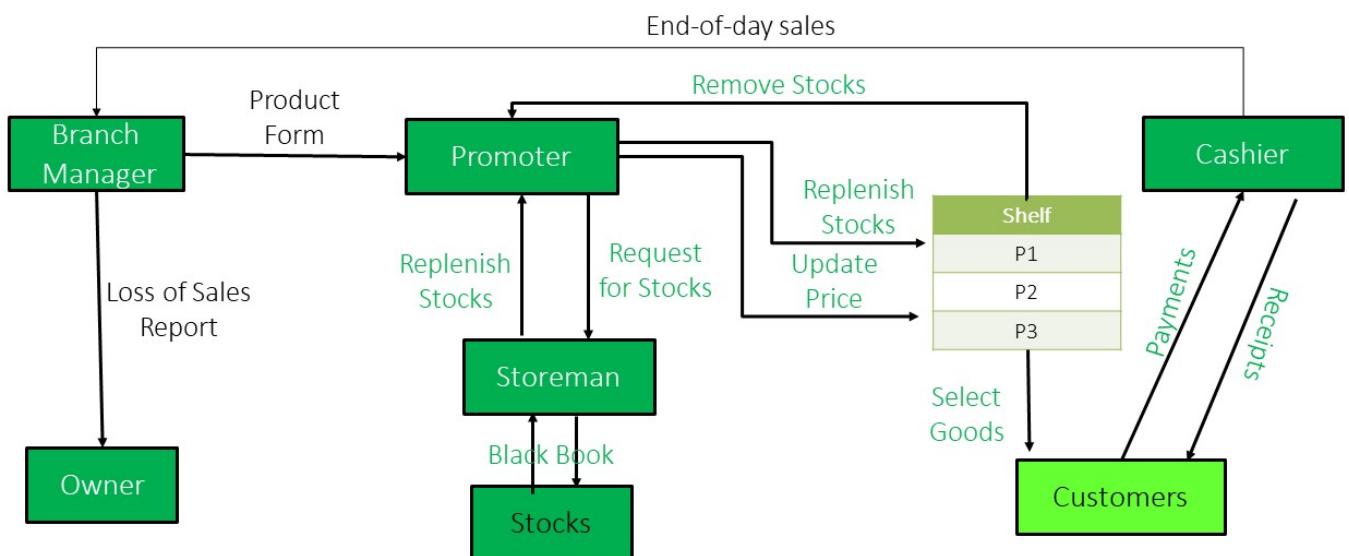 End-of-day sales
Remove Stocks
Product
Form
Branch
Manager
Promoter
Cashier
Replenish
Stocks
Shelf
P1
P2
P3
Replenish
Stocks
Request
for Stocks
Update
Price
Loss of Sales
Report
Payments
Receipts
Storeman
Select
Goods
Black Book
Owner
Stocks
Customers